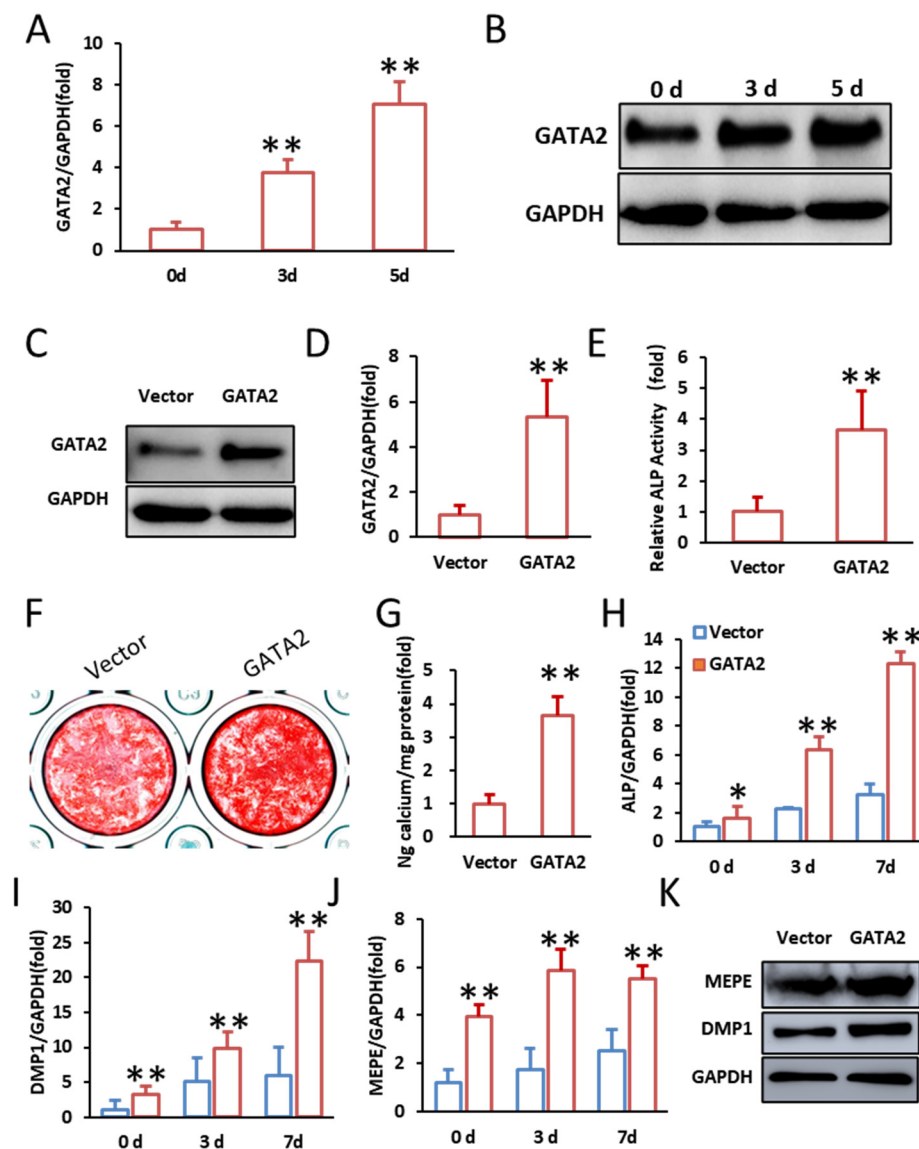 A
GATA2/GAPDH(fold)
10
8
6
4
2
0
**
**
0d 3d 5d
B
0 d 3 d 5 d
GATA2
GAPDH
C
Vector GATA2
GATA2
GAPDH
D
GATA2/GAPDH(fold)
8
6
4
2
0
**
Vector GATA2
E
Relative ALP Activity (fold)
6
5
4
3
2
1
0
**
Vector GATA2
F
Vector GATA2
G
Ng calcium/mg protein(fold)
5
4
3
2
1
0
**
Vector GATA2
H
Vector
GATA2
ALP/GAPDH(fold)
14
12
10
8
6
4
2
0
*
**
**
0 d 3 d 7d
I
DMP1/GAPDH(fold)
30
25
20
15
10
5
0
**
**
**
0 d 3 d 7d
J
MEPE/GAPDH(fold)
8
6
4
2
0
**
**
**
0 d 3 d 7d
K
Vector GATA2
MEPE
DMP1
GAPDH